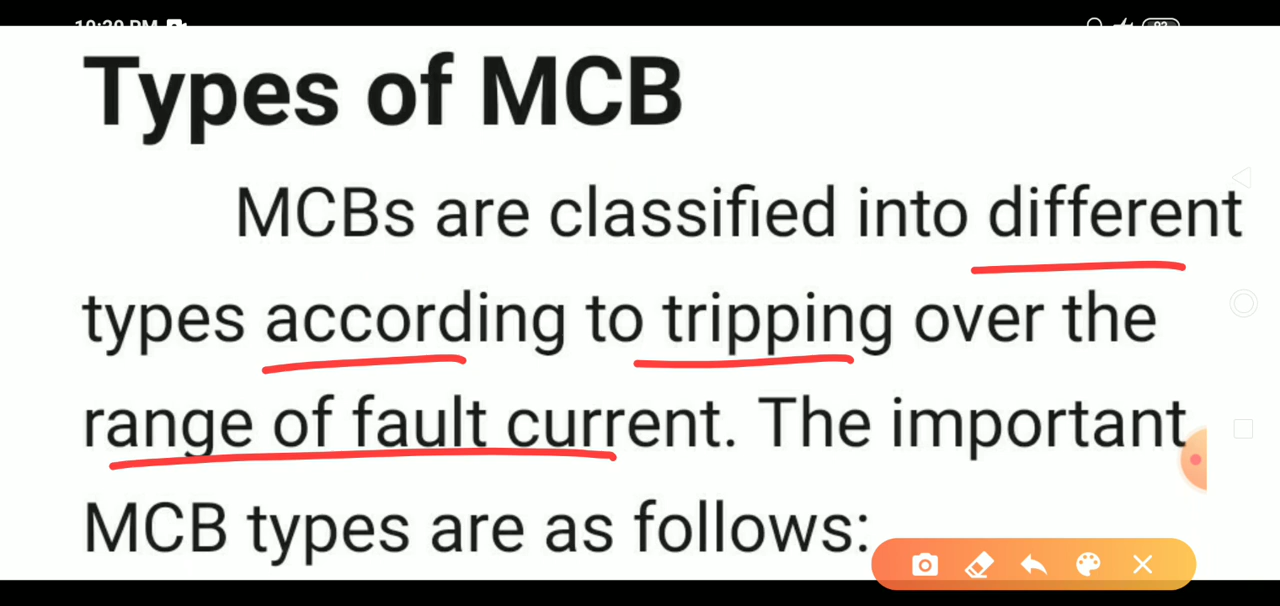 Types of MCB
MCBs are classified into different
types according to tripping over the
range of fault current. The important
MCB types are as follows: